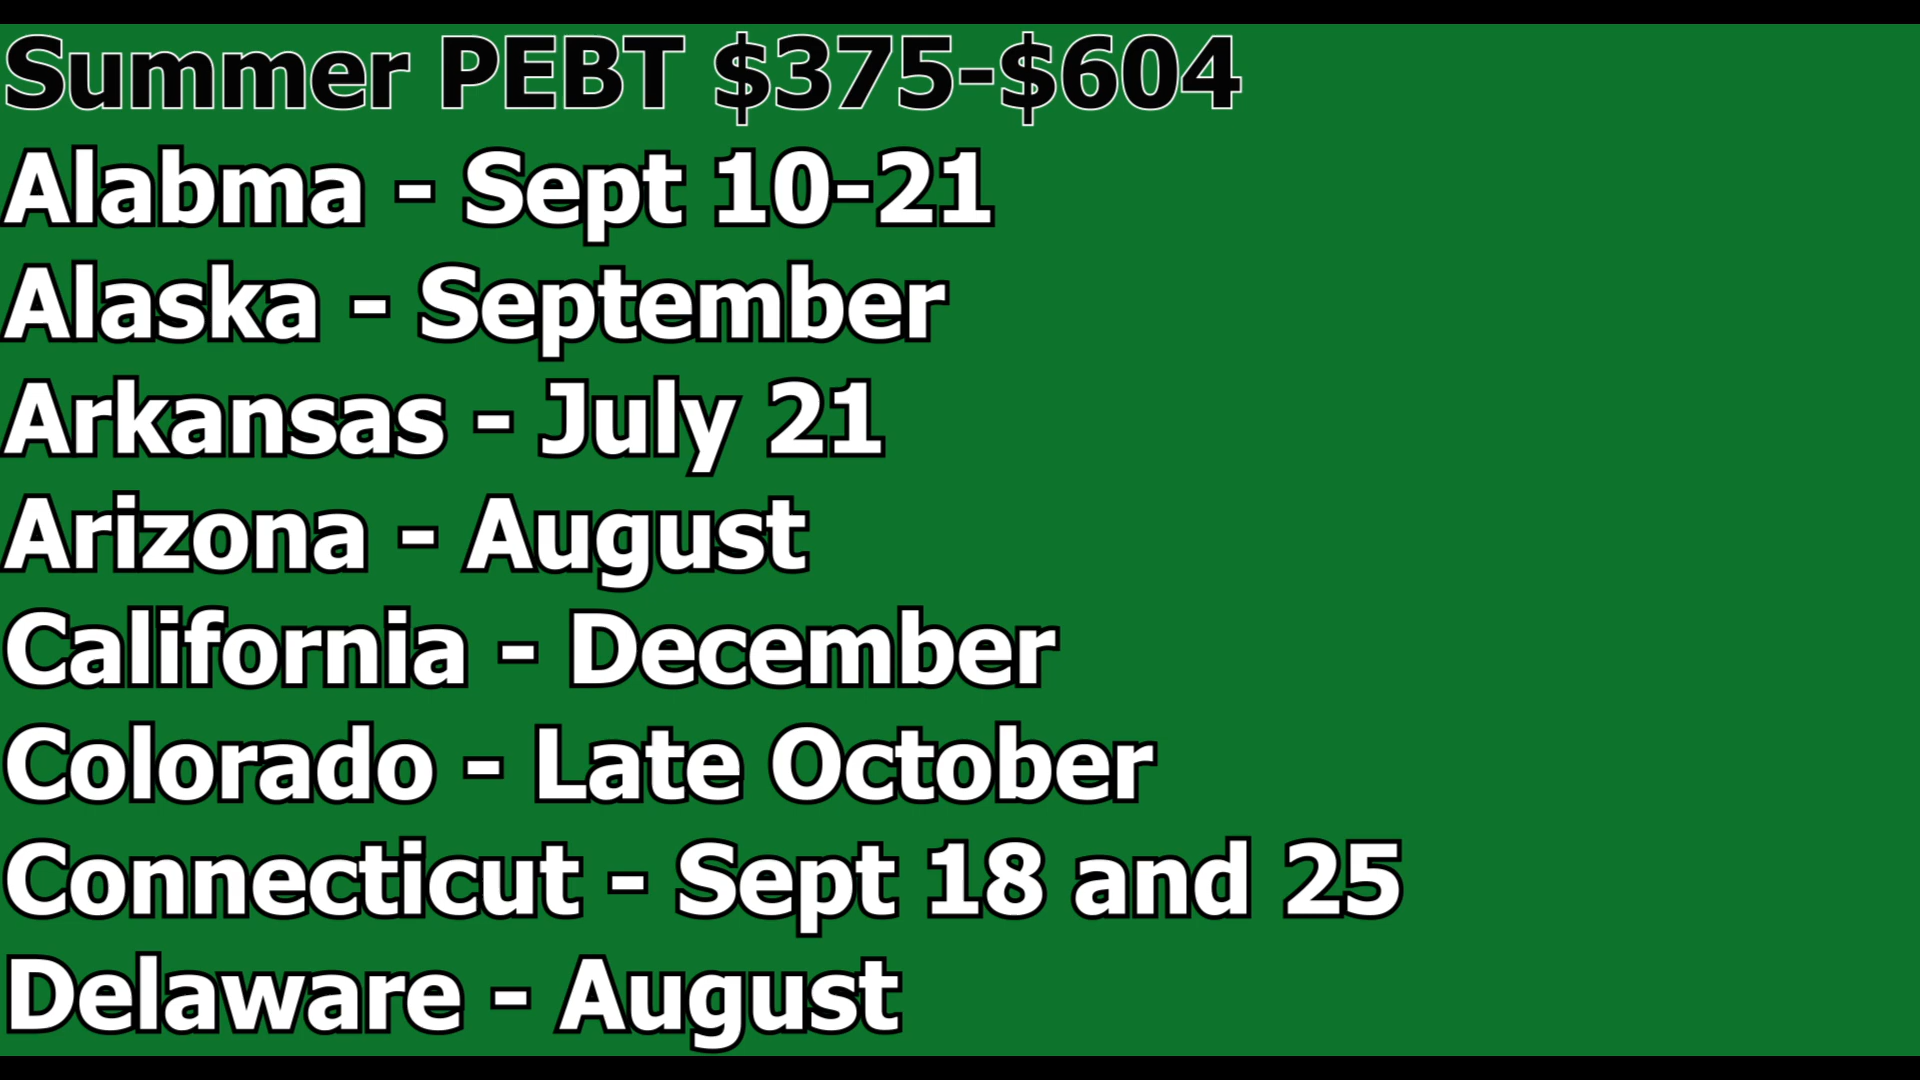 Summer PEBT $375-$604
Alabma - Sept 10-21
Alaska - September
Arkansas - July 21
Arizona - August
California - December
Colorado - Late October
Connecticut - Sept 18 and 25
Delaware - August